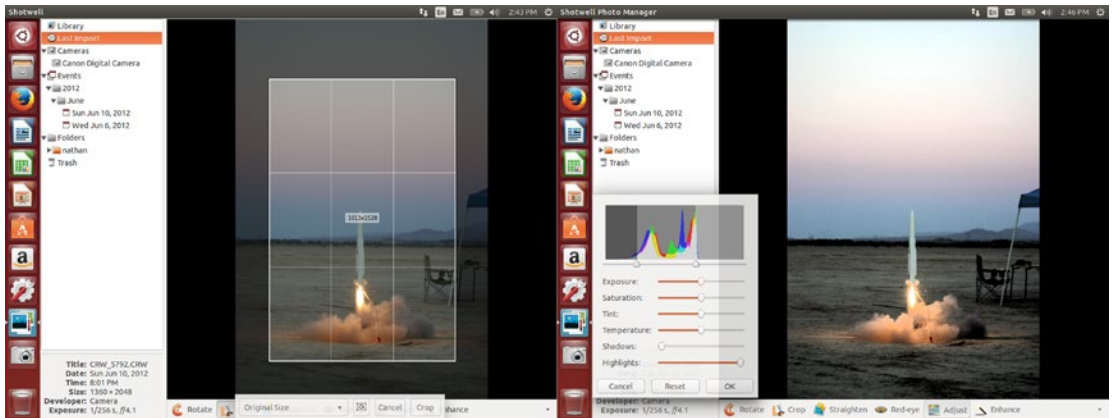 Shotwell
En
2:43 PM
Library
Last Import
Cameras
Canon Digital Camera
Events
2012
June
Sun Jun 10, 2012
Wed Jun 6, 2012
Folders
nathan
Trash
1013x1528
Title: CRW_5792.CRW
Date: Sun Jun 10, 2012
Time: 8:01 PM
Size: 1360 × 2048
Developer: Camera
Exposure: 1/256 s, f/4.1
Rotate
Original Size
Cancel
Crop
hance
Shotwell Photo Manager
En
2:46 PM
Library
Last Import
Cameras
Canon Digital Camera
Events
2012
June
Sun Jun 10, 2012
Wed Jun 6, 2012
Folders
nathan
Trash
Exposure:
Saturation:
Tint:
Temperature:
Shadows:
Highlights:
Cancel
Reset
OK
Developer: Camera
Exposure: 1/256 s, f/4.1
Rotate
Crop
Straighten
Red-eye
Adjust
Enhance